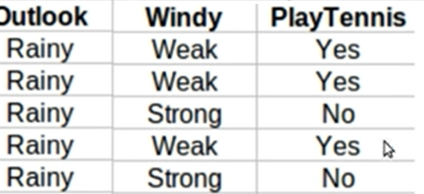 Outlook Windy PlayTennis
Rainy Weak Yes
Rainy Weak Yes
Rainy Strong No
Rainy Weak Yes
Rainy Strong No